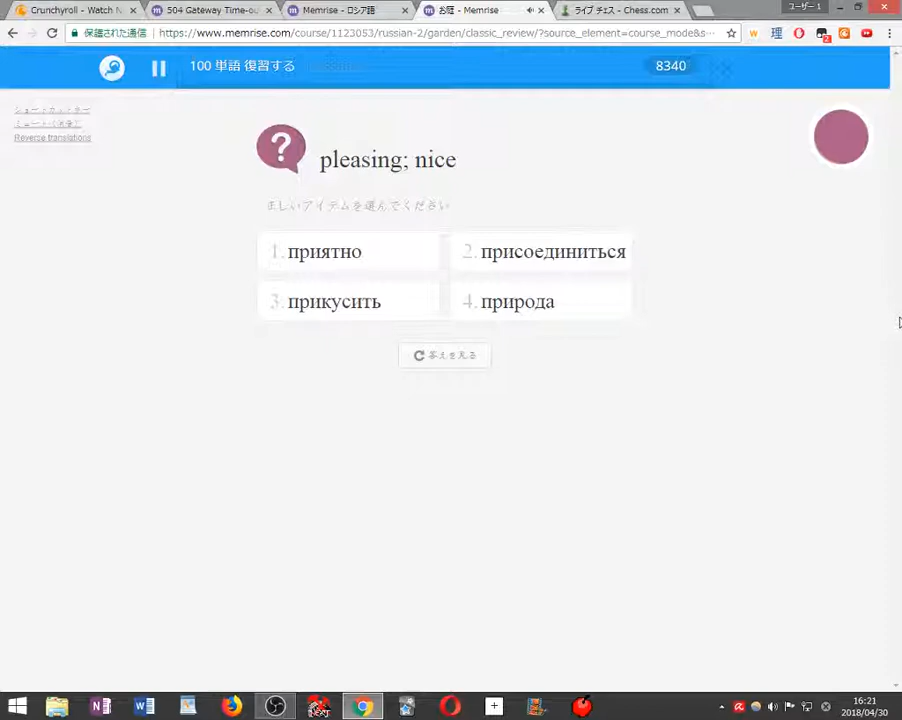 Crunchyroll - Watch N
504 Gateway Time-ou
Memrise - ロシア語
お庭 - Memrise
ライブ チェス - Chess.com
ユーザー 1
保護された通信
https://www.memrise.com/course/1123053/russian-2/garden/classic_review/?source_element=course_mode&s…
100 単語 復習する
8340
Reverse translations
pleasing; nice
正しいアイテムを選んでください
1. приятно
2. присоединиться
3. прикусить
4. природа
答えを見る
16:21
2018/04/30